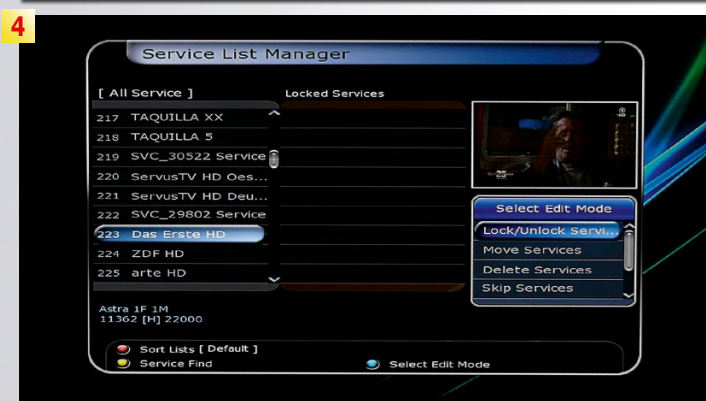 4
Service List Manager
[ All Service ]
Locked Services
217 TAQUILLA XX
218 TAQUILLA 5
219 SVC_30522 Service
220 ServusTV HD Oes...
221 ServusTV HD Deu...
222 SVC_29802 Service
223 Das Erste HD
224 ZDF HD
225 arte HD
Select Edit Mode
Lock/Unlock Servi...
Move Services
Delete Services
Skip Services
Astra 1F 1M
11362 [H] 22000
Sort Lists [ Default ]
Service Find
Select Edit Mode